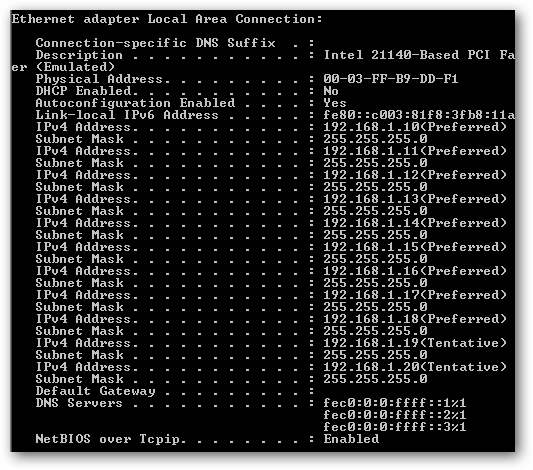 Ethernet adapter Local Area Connection:
Connection-specific DNS Suffix . :
Description . . . . . . . . . . . : Intel 21140-Based PCI Fa
er (Emulated)
Physical Address. . . . . . . . . : 00-03-FF-B9-DD-F1
DHCP Enabled. . . . . . . . . . . : No
Autoconfiguration Enabled . . . . : Yes
Link-local IPv6 Address . . . . . : fe80::c003:81f8:3fb8:11a
IPv4 Address. . . . . . . . . . . : 192.168.1.10(Preferred)
Subnet Mask . . . . . . . . . . . : 255.255.255.0
IPv4 Address. . . . . . . . . . . : 192.168.1.11(Preferred)
Subnet Mask . . . . . . . . . . . : 255.255.255.0
IPv4 Address. . . . . . . . . . . : 192.168.1.12(Preferred)
Subnet Mask . . . . . . . . . . . : 255.255.255.0
IPv4 Address. . . . . . . . . . . : 192.168.1.13(Preferred)
Subnet Mask . . . . . . . . . . . : 255.255.255.0
IPv4 Address. . . . . . . . . . . : 192.168.1.14(Preferred)
Subnet Mask . . . . . . . . . . . : 255.255.255.0
IPv4 Address. . . . . . . . . . . : 192.168.1.15(Preferred)
Subnet Mask . . . . . . . . . . . : 255.255.255.0
IPv4 Address. . . . . . . . . . . : 192.168.1.16(Preferred)
Subnet Mask . . . . . . . . . . . : 255.255.255.0
IPv4 Address. . . . . . . . . . . : 192.168.1.17(Preferred)
Subnet Mask . . . . . . . . . . . : 255.255.255.0
IPv4 Address. . . . . . . . . . . : 192.168.1.18(Preferred)
Subnet Mask . . . . . . . . . . . : 255.255.255.0
IPv4 Address. . . . . . . . . . . : 192.168.1.19(Tentative)
Subnet Mask . . . . . . . . . . . : 255.255.255.0
IPv4 Address. . . . . . . . . . . : 192.168.1.20(Tentative)
Subnet Mask . . . . . . . . . . . : 255.255.255.0
Default Gateway . . . . . . . . . :
DNS Servers . . . . . . . . . . . : fec0:0:0:ffff::1%1
fec0:0:0:ffff::2%1
fec0:0:0:ffff::3%1
NetBIOS over Tcpip. . . . . . . . : Enabled